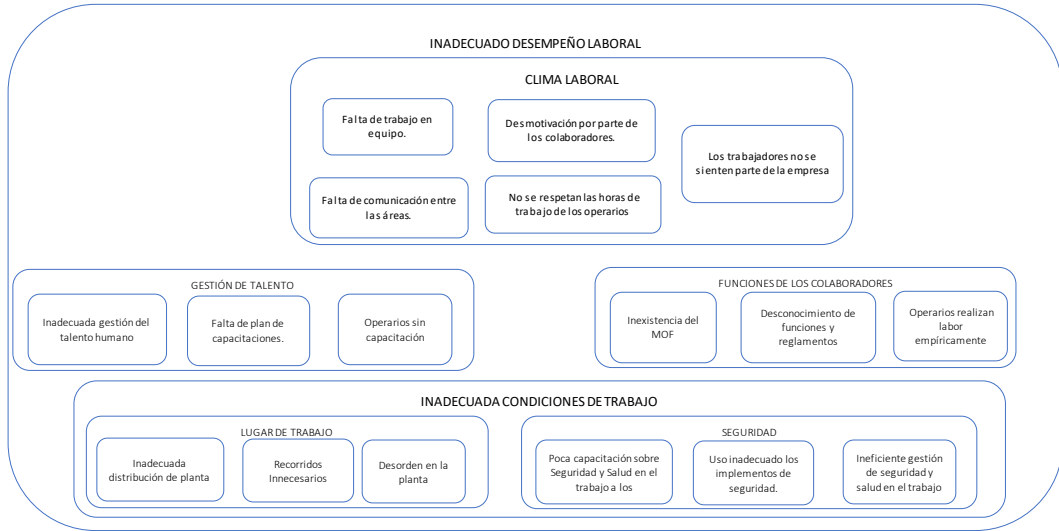 INADECUADO DESEMPEÑO LABORAL
CLIMA LABORAL
Falta de trabajo en
equipo.
Desmotivación por parte de
los colaboradores.
Los trabajadores no se
sienten parte de la empresa
Falta de comunicación entre
las áreas.
No se respetan las horas de
trabajo de los operarios
GESTIÓN DE TALENTO
Inadecuada gestión del
talento humano
Falta de plan de
capacitaciones.
Operarios sin
capacitación
FUNCIONES DE LOS COLABORADORES
Inexistencia del
MOF
Desconocimiento de
funciones y
reglamentos
Operarios realizan
labor
empíricamente
INADECUADA CONDICIONES DE TRABAJO
LUGAR DE TRABAJO
Inadecuada
distribución de planta
Recorridos
Innecesarios
Desorden en la
planta
SEGURIDAD
Poca capacitación sobre
Seguridad y Salud en el
trabajo a los
Uso inadecuado los
implementos de
seguridad.
Ineficiente gestión
de seguridad y
salud en el trabajo